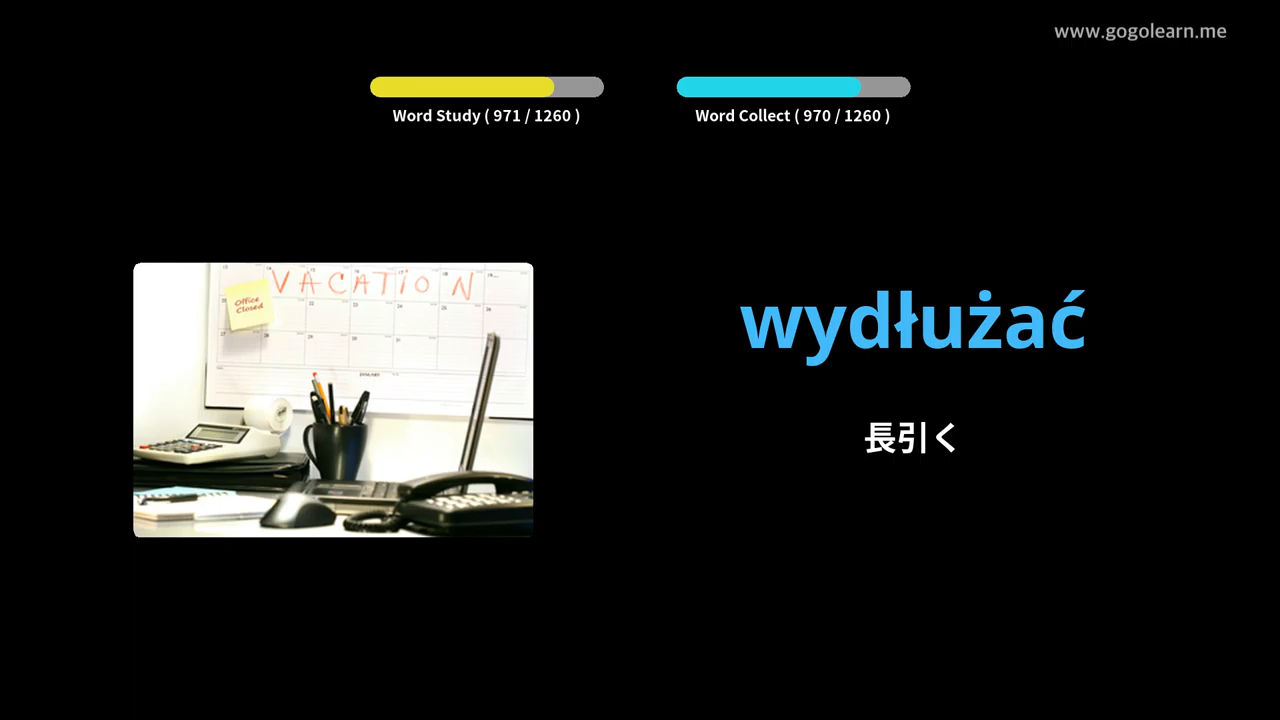 www.gogolearn.me
Word Study ( 971 / 1260 )
Word Collect ( 970 / 1260 )
VACATION
Office
Closed
wydłużać
長引く